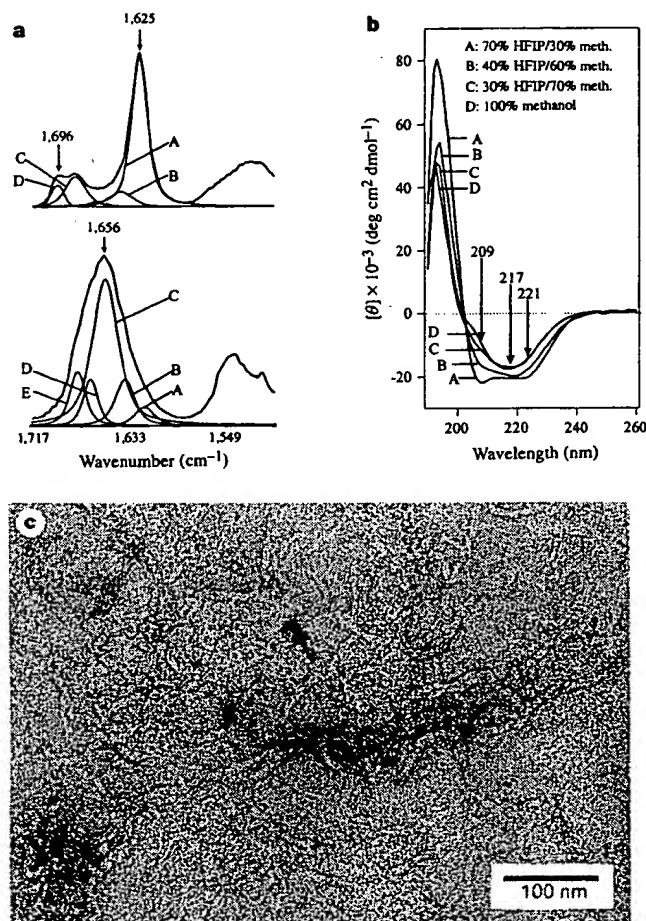 a
1,625
1,696
A
B
C
D
1,656
C
D
E
B
A
1,717
1,633
1,549
Wavenumber (cm⁻¹)
b
A: 70% HFIP/30% meth.
B: 40% HFIP/60% meth.
C: 30% HFIP/70% meth.
D: 100% methanol
80
60
40
20
0
-20
[θ] × 10⁻³ (deg cm² dmol⁻¹)
A
B
C
D
209
217
221
D
C
B
A
200
220
240
260
Wavelength (nm)
c
100 nm